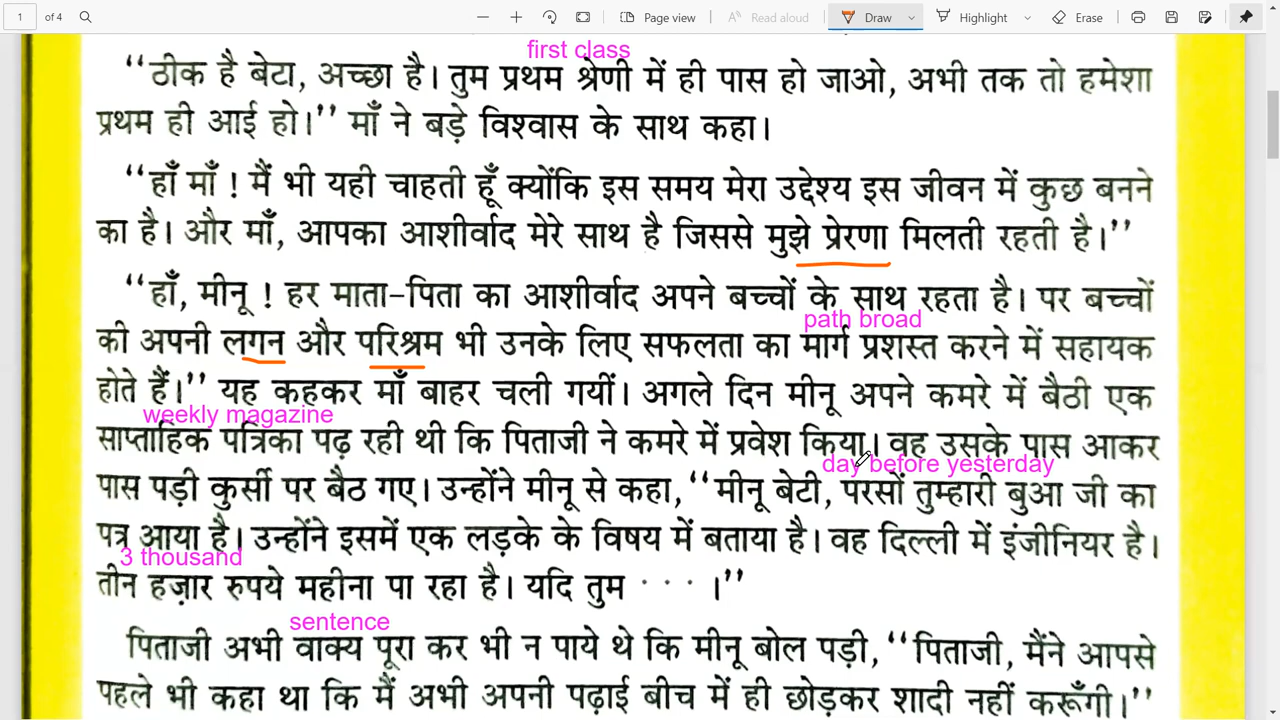 1 of 4 Page view Read aloud Draw Highlight Erase
first class
“ठीक है बेटा, अच्छा है। तुम प्रथम श्रेणी में ही पास हो जाओ, अभी तक तो हमेशा
प्रथम ही आई हो।” माँ ने बड़े विश्वास के साथ कहा।
“हाँ माँ ! मैं भी यही चाहती हूँ क्योंकि इस समय मेरा उद्देश्य इस जीवन में कुछ बनने
का है। और माँ, आपका आशीर्वाद मेरे साथ है जिससे मुझे प्रेरणा मिलती रहती है।”
“हाँ, मीनू ! हर माता-पिता का आशीर्वाद अपने बच्चों के साथ रहता है। पर बच्चों
path broad
की अपनी लगन और परिश्रम भी उनके लिए सफलता का मार्ग प्रशस्त करने में सहायक
होते हैं।” यह कहकर माँ बाहर चली गयीं। अगले दिन मीनू अपने कमरे में बैठी एक
weekly magazine
साप्ताहिक पत्रिका पढ़ रही थी कि पिताजी ने कमरे में प्रवेश किया। वह उसके पास आकर
day before yesterday
पास पड़ी कुर्सी पर बैठ गए। उन्होंने मीनू से कहा, “मीनू बेटी, परसों तुम्हारी बुआ जी का
पत्र आया है। उन्होंने इसमें एक लड़के के विषय में बताया है। वह दिल्ली में इंजीनियर है।
3 thousand
तीन हज़ार रुपये महीना पा रहा है। यदि तुम · · · ।”
sentence
पिताजी अभी वाक्य पूरा कर भी न पाये थे कि मीनू बोल पड़ी, “पिताजी, मैंने आपसे
पहले भी कहा था कि मैं अभी अपनी पढ़ाई बीच में ही छोड़कर शादी नहीं करूँगी।”